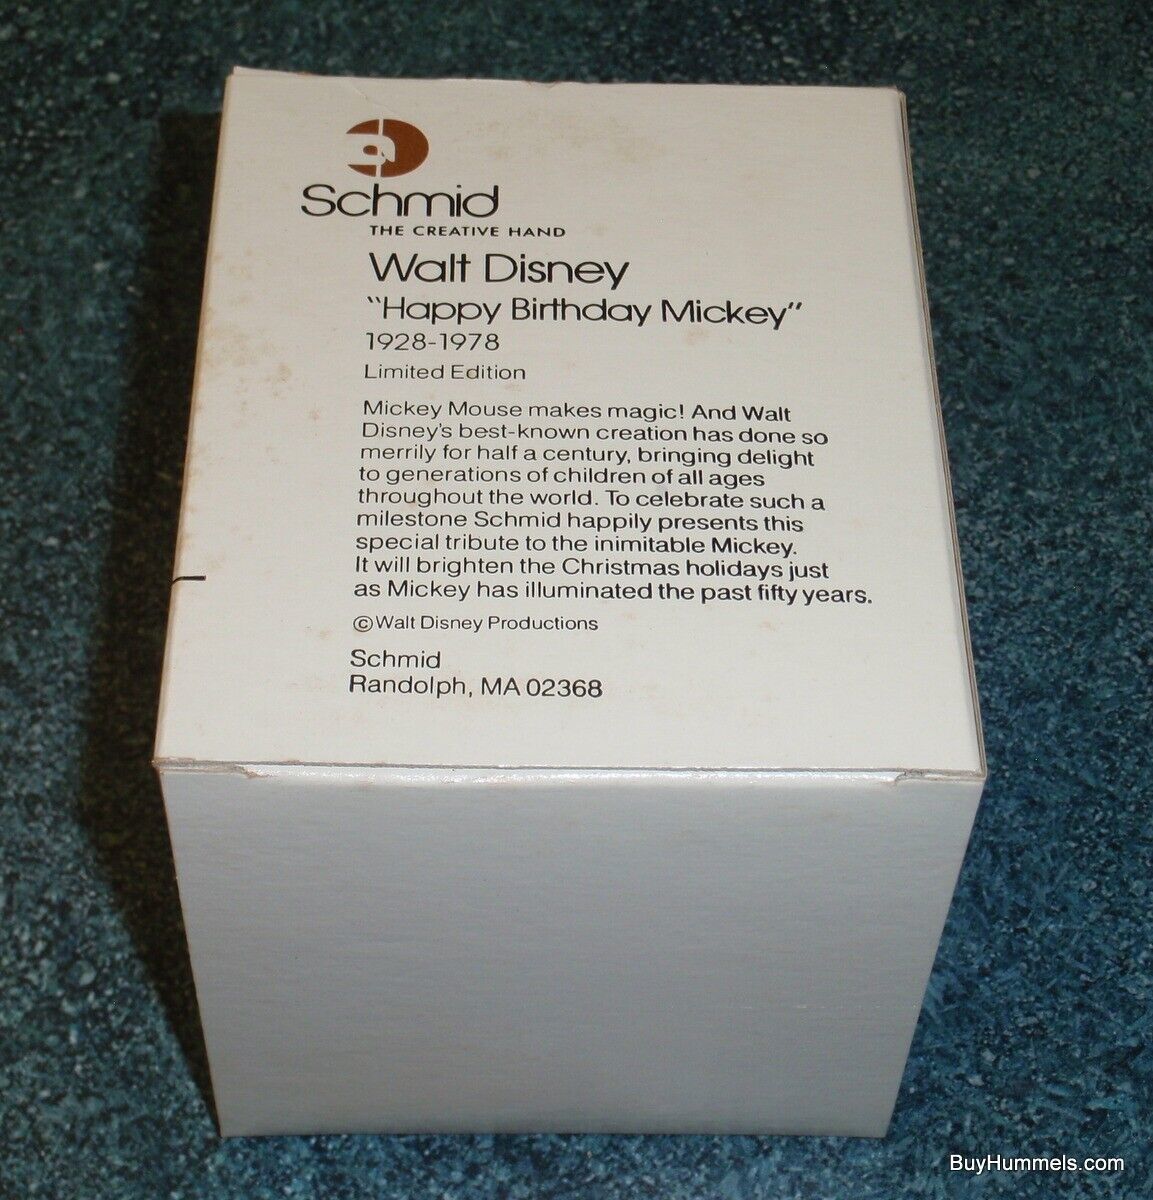 Schmid
THE CREATIVE HAND
Walt Disney
"Happy Birthday Mickey"
1928-1978
Limited Edition
Mickey Mouse makes magic! And Walt
Disney's best-known creation has done so
merrily for half a century, bringing delight
to generations of children of all ages
throughout the world. To celebrate such a
milestone Schmid happily presents this
special tribute to the inimitable Mickey.
It will brighten the Christmas holidays just
as Mickey has illuminated the past fifty years.
©Walt Disney Productions
Schmid
Randolph, MA 02368
BuyHummels.com